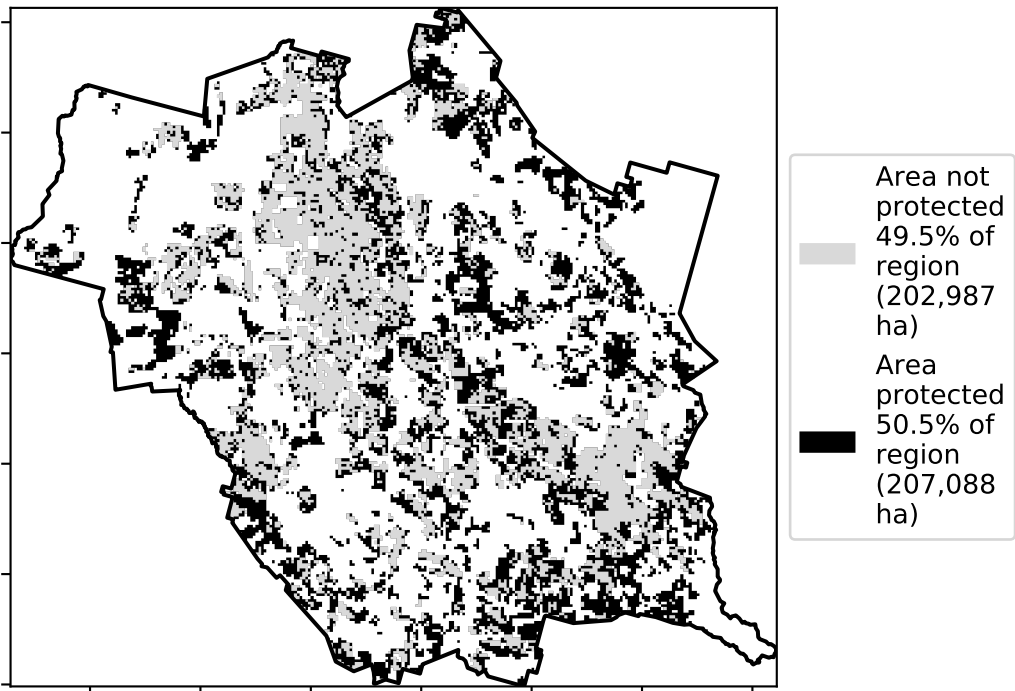 Area not
protected
49.5% of
region
(202,987
ha)
Area
protected
50.5% of
region
(207,088
ha)